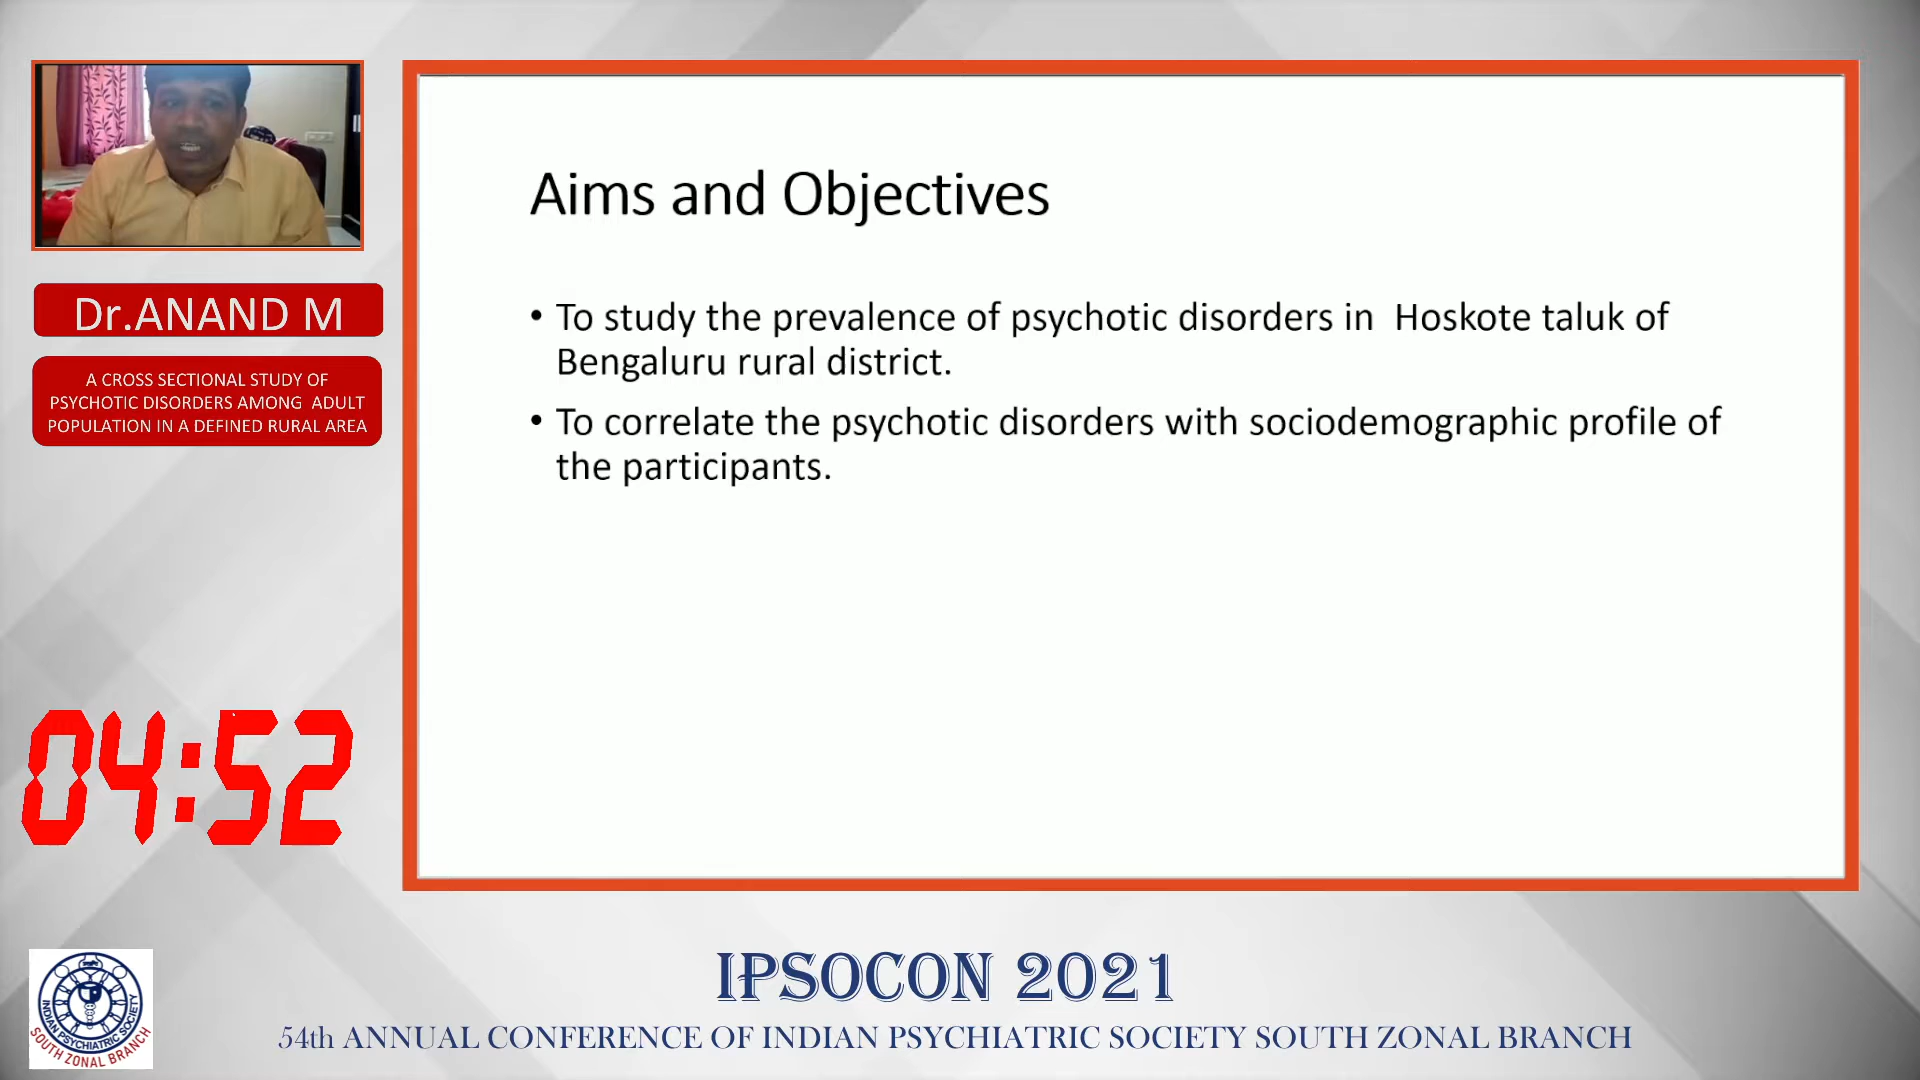 Dr.ANAND M
A CROSS SECTIONAL STUDY OF
PSYCHOTIC DISORDERS AMONG ADULT
POPULATION IN A DEFINED RURAL AREA
04:52
Aims and Objectives
• To study the prevalence of psychotic disorders in Hoskote taluk of
Bengaluru rural district.
• To correlate the psychotic disorders with sociodemographic profile of
the participants.
INDIAN PSYCHIATRIC SOCIETY
SOUTH ZONAL BRANCH
IPSOCON 2021
54th ANNUAL CONFERENCE OF INDIAN PSYCHIATRIC SOCIETY SOUTH ZONAL BRANCH